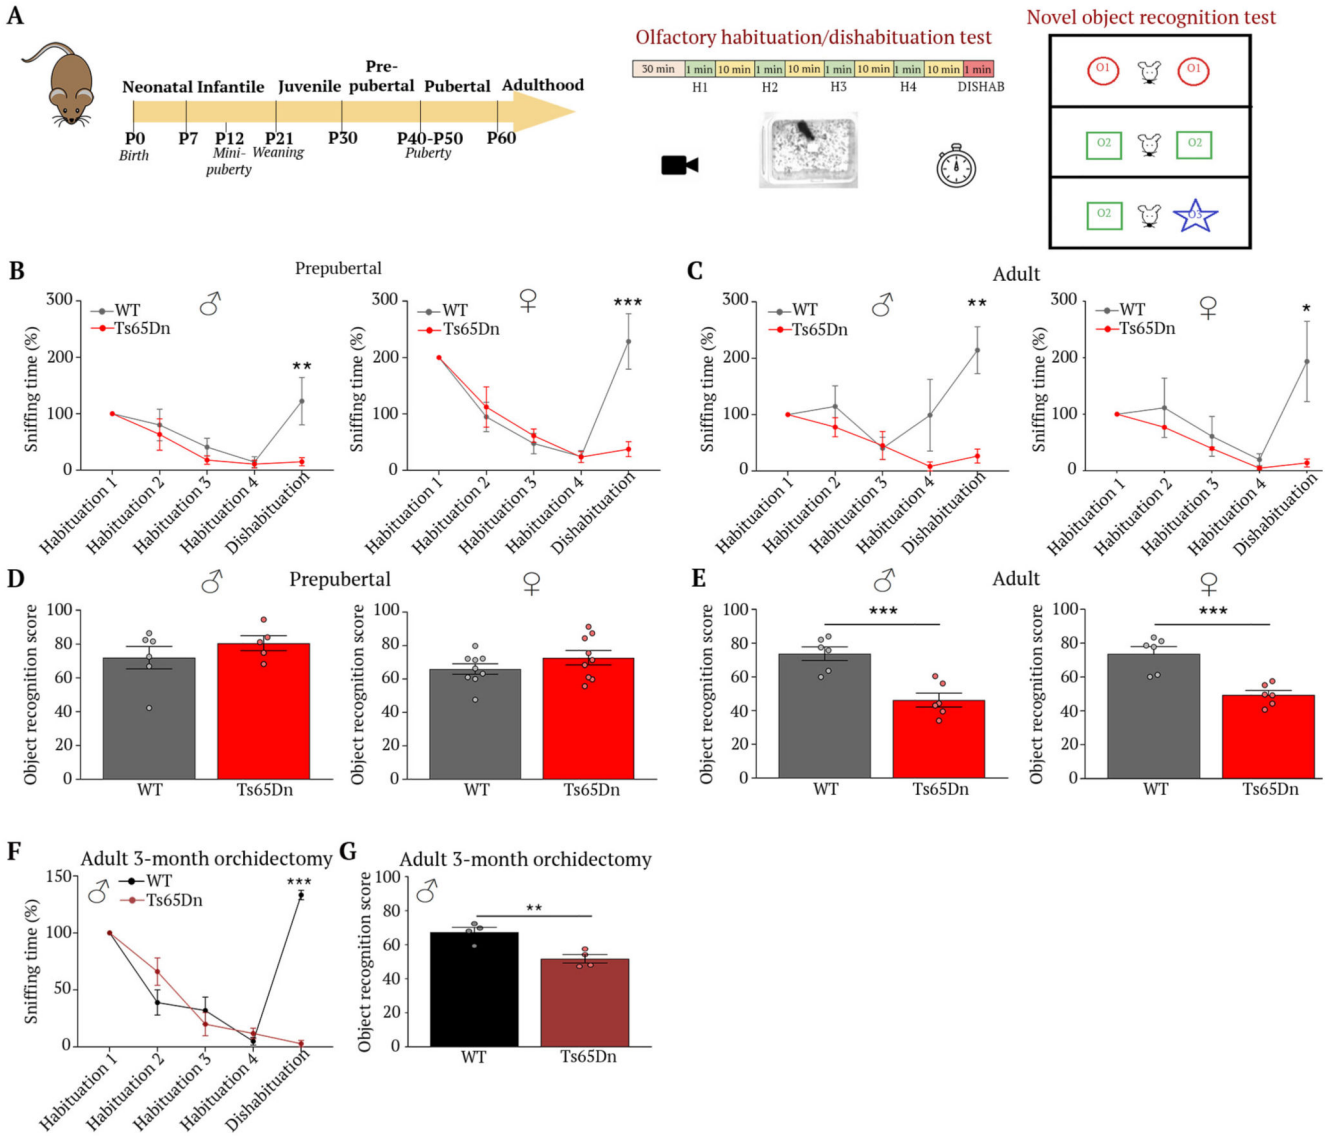 A
Neonatal Infantile Juvenile Pre-pubertal Pubertal Adulthood
P0 P7 P12 P21 P30 P40-P50 P60
Birth Mini-puberty Weaning Puberty
Olfactory habituation/dishabituation test
30 min 1 min 10 min 1 min 10 min 1 min 10 min 1 min 10 min 1 min
H1 H2 H3 H4 DISHAB
Novel object recognition test
O1 O1
O2 O2
O2 O3
B
Prepubertal
♂
WT
Ts65Dn
Sniffing time (%)
300
200
100
0
**
Habituation 1
Habituation 2
Habituation 3
Habituation 4
Dishabituation
♀
WT
Ts65Dn
Sniffing time (%)
300
200
100
0
***
Habituation 1
Habituation 2
Habituation 3
Habituation 4
Dishabituation
C
Adult
♂
WT
Ts65Dn
Sniffing time (%)
300
200
100
0
**
Habituation 1
Habituation 2
Habituation 3
Habituation 4
Dishabituation
♀
WT
Ts65Dn
Sniffing time (%)
300
200
100
0
*
Habituation 1
Habituation 2
Habituation 3
Habituation 4
Dishabituation
D
♂ Prepubertal ♀
Object recognition score
100
80
60
40
20
0
WT Ts65Dn
Object recognition score
100
80
60
40
20
0
WT Ts65Dn
E
♂ Adult ♀
Object recognition score
100
80
60
40
20
0
***
WT Ts65Dn
Object recognition score
100
80
60
40
20
0
***
WT Ts65Dn
F
Adult 3-month orchidectomy
♂
WT
Ts65Dn
Sniffing time (%)
150
100
50
0
***
Habituation 1
Habituation 2
Habituation 3
Habituation 4
Dishabituation
G
Adult 3-month orchidectomy
♂
Object recognition score
100
80
60
40
20
0
**
WT Ts65Dn